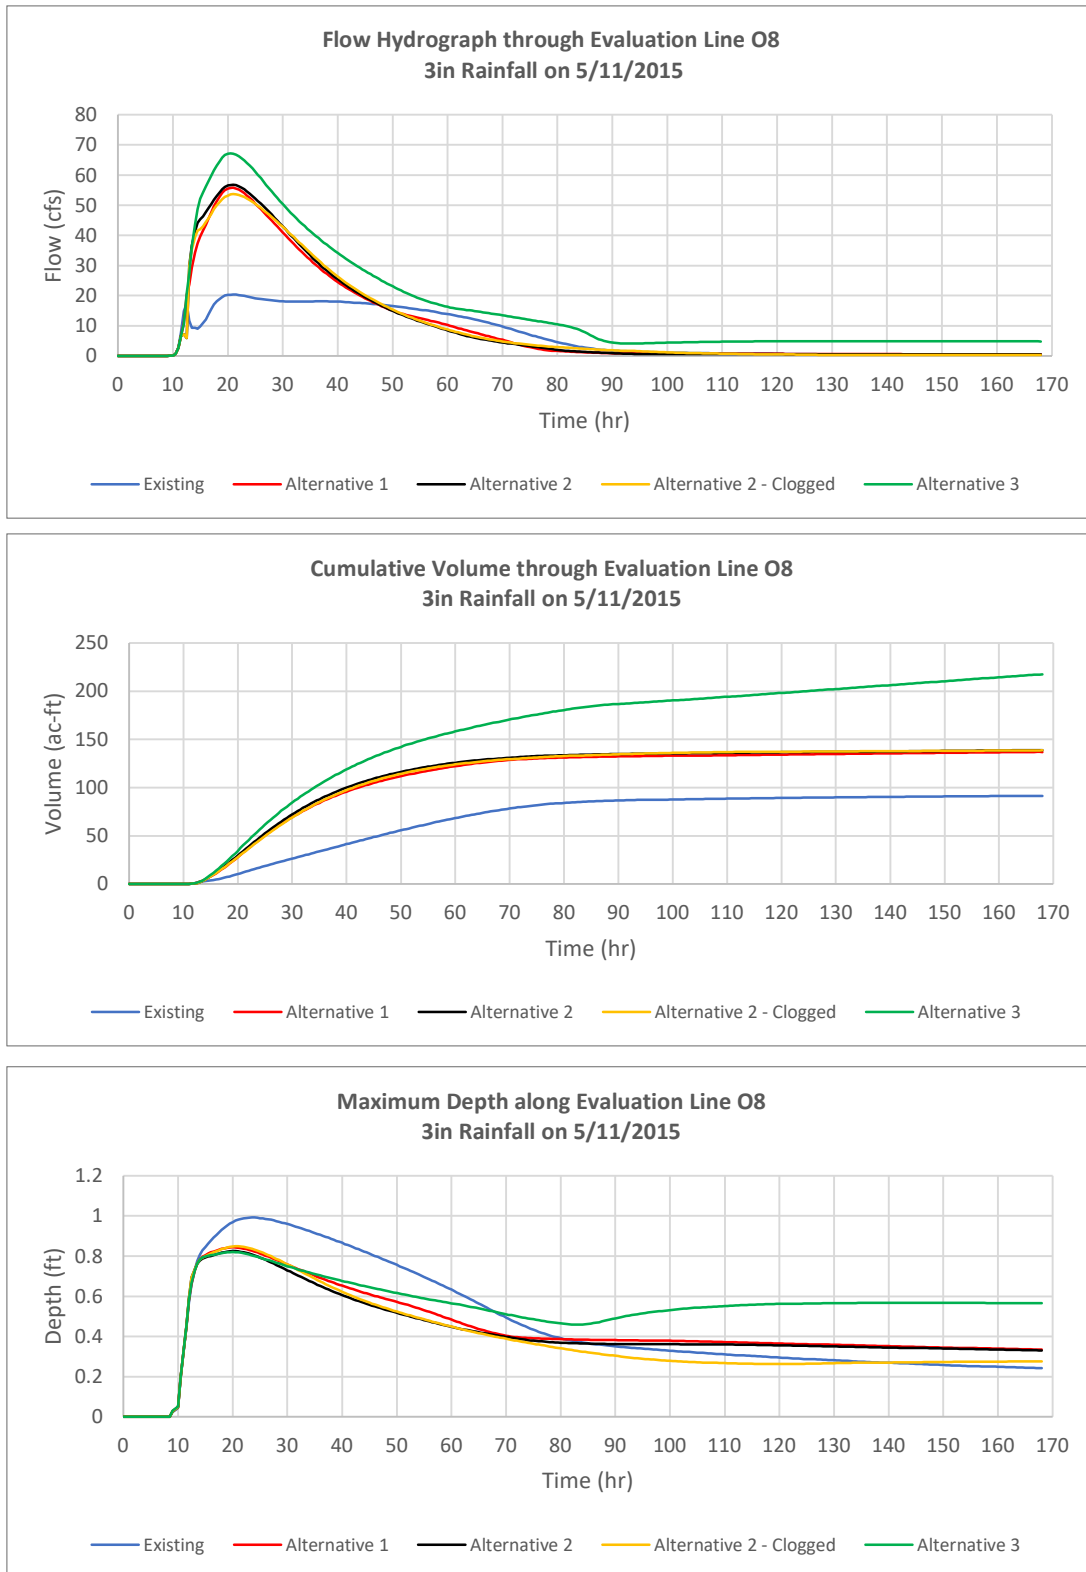 Flow Hydrograph through Evaluation Line O8
3in Rainfall on 5/11/2015
80
70
60
50
40
30
20
10
0
Flow (cfs)
0 10 20 30 40 50 60 70 80 90 100 110 120 130 140 150 160 170
Time (hr)
Existing Alternative 1 Alternative 2 Alternative 2 - Clogged Alternative 3
Cumulative Volume through Evaluation Line O8
3in Rainfall on 5/11/2015
250
200
150
100
50
0
Volume (ac-ft)
0 10 20 30 40 50 60 70 80 90 100 110 120 130 140 150 160 170
Time (hr)
Existing Alternative 1 Alternative 2 Alternative 2 - Clogged Alternative 3
Maximum Depth along Evaluation Line O8
3in Rainfall on 5/11/2015
1.2
1
0.8
0.6
0.4
0.2
0
Depth (ft)
0 10 20 30 40 50 60 70 80 90 100 110 120 130 140 150 160 170
Time (hr)
Existing Alternative 1 Alternative 2 Alternative 2 - Clogged Alternative 3